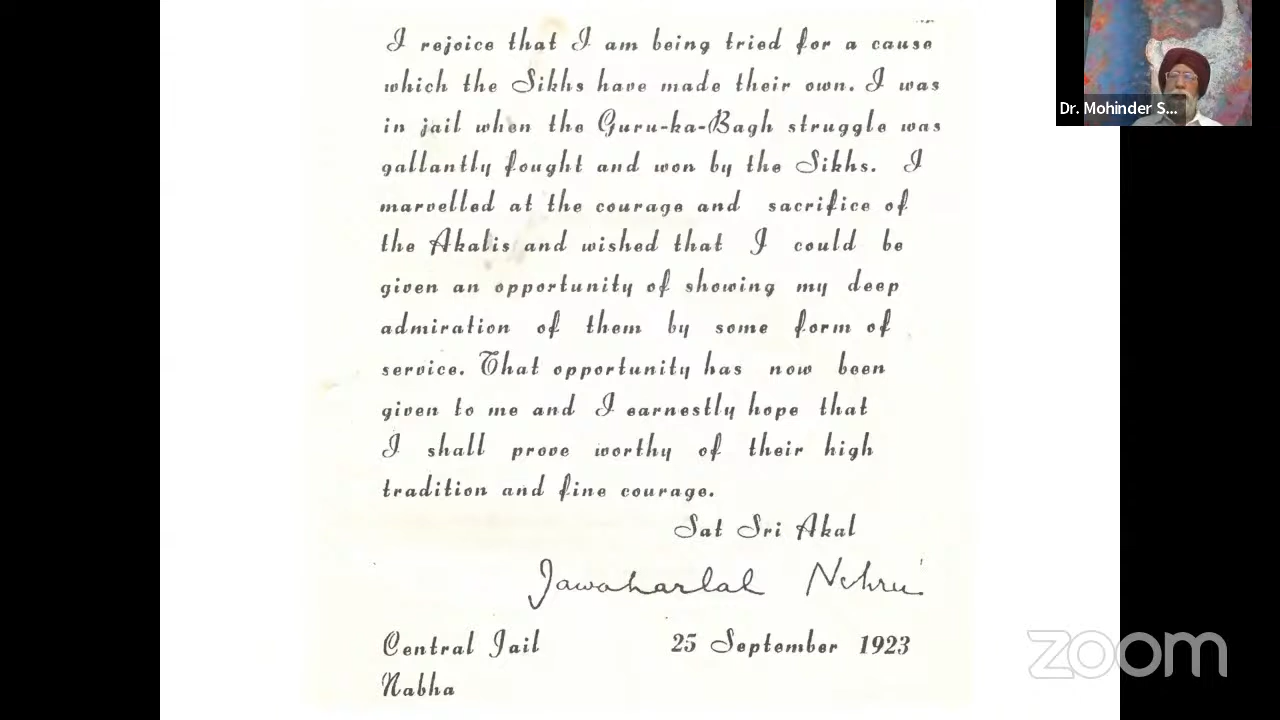 I rejoice that I am being tried for a cause
which the Sikhs have made their own. I was
in jail when the Guru-ka-Bagh struggle was
gallantly fought and won by the Sikhs. I
marvelled at the courage and sacrifice of
the Akalis and wished that I could be
given an opportunity of showing my deep
admiration of them by some form of
service. That opportunity has now been
given to me and I earnestly hope that
I shall prove worthy of their high
tradition and fine courage.
Sat Sri Akal
Jawaharlal Nehru
Central Jail 25 September 1923
Nabha
Dr. Mohinder S...
zoom